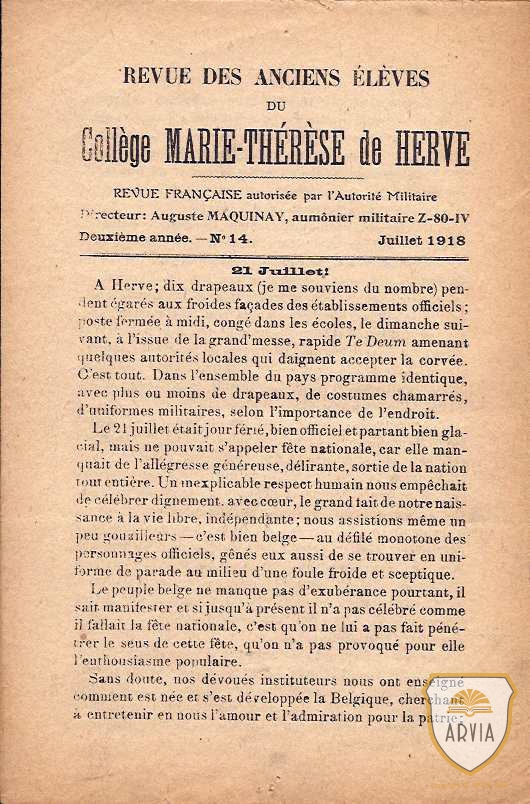 REVUE DES ANCIENS ÉLÈVES
DU
Collège MARIE-THÉRÈSE de HERVE
REVUE FRANÇAISE autorisée par l'Autorité Militaire
Directeur: Auguste MAQUINAY, aumônier militaire Z-80-IV
Deuxième année. — N° 14. Juillet 1918
21 Juillet!
A Herve; dix drapeaux (je me souviens du nombre) pen-
dent égarés aux froides façades des établissements officiels;
poste fermée à midi, congé dans les écoles, le dimanche sui-
vant, à l'issue de la grand'messe, rapide Te Deum amenant
quelques autorités locales qui daignent accepter la corvée.
C'est tout. Dans l'ensemble du pays programme identique,
avec plus ou moins de drapeaux, de costumes chamarrés,
d'uniformes militaires, selon l'importance de l'endroit.
Le 21 juillet était jour férié, bien officiel et partant bien gla-
cial, mais ne pouvait s'appeler fête nationale, car elle man-
quait de l'allégresse généreuse, délirante, sortie de la nation
tout entière. Un inexplicable respect humain nous empêchait
de célébrer dignement, avec cœur, le grand fait de notre nais-
sance à la vie libre, indépendante; nous assistions même un
peu gouailleurs — c'est bien belge — au défilé monotone des
personnages officiels, gênés eux aussi de se trouver en uni-
forme de parade au milieu d'une foule froide et sceptique.
Le peuple belge ne manque pas d'exubérance pourtant, il
sait manifester et si jusqu'à présent il n'a pas célébré comme
il fallait la fête nationale, c'est qu'on ne lui a pas fait péné-
trer le sens de cette fête, qu'on n'a pas provoqué pour elle
l'enthousiasme populaire.
Sans doute, nos dévoués instituteurs nous ont enseigné
comment est née et s'est développée la Belgique, cherchant
à entretenir en nous l'amour et l'admiration pour la patrie;
ARVIA